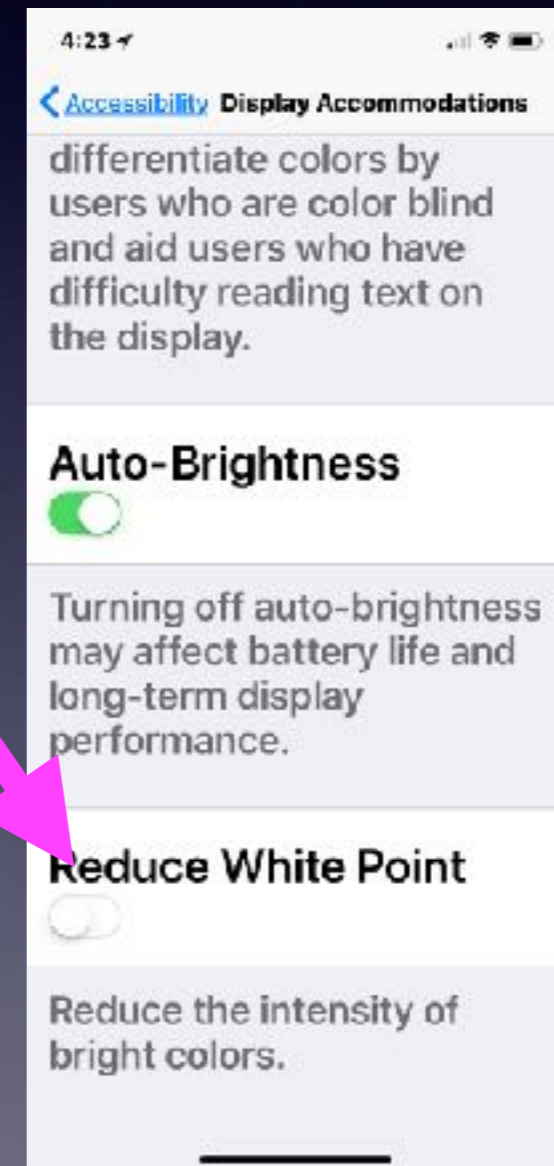 4:23
Accessibility Display Accommodations
differentiate colors by
users who are color blind
and aid users who have
difficulty reading text on
the display.
Auto-Brightness
Turning off auto-brightness
may affect battery life and
long-term display
performance.
Reduce White Point
Reduce the intensity of
bright colors.